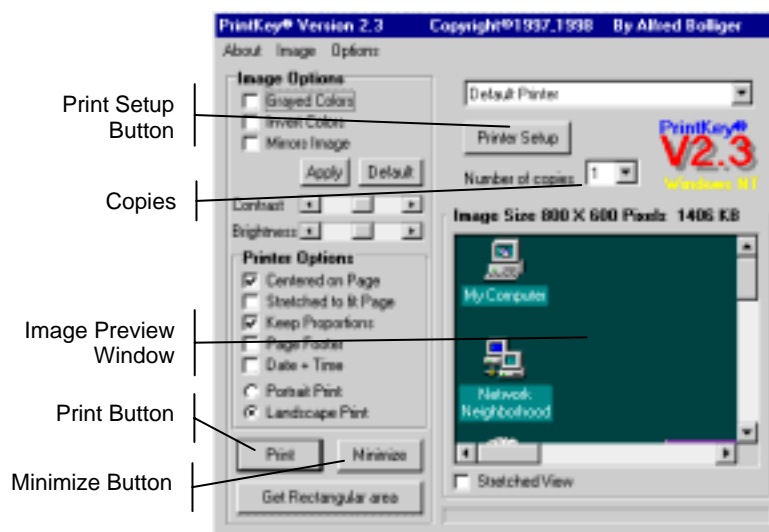 PrintKey® Version 2.3 Copyright©1997,1998 By Alfred Bolliger
About Image Options
Image Options
Grayed Colors
Invert Colors
Mirrors Image
Apply Default
Contrast
Brightness
Printer Options
Centered on Page
Stretched to fit Page
Keep Proportions
Page Footer
Date + Time
Portrait Print
Landscape Print
Print Minimize
Get Rectangular area
Default Printer
Printer Setup
PrintKey®
V2.3
Windows NT
Number of copies 1
Image Size 800 X 600 Pixels 1406 KB
My Computer
Network
Neighborhood
Stretched View
Print Setup
Button
Copies
Image Preview
Window
Print Button
Minimize Button